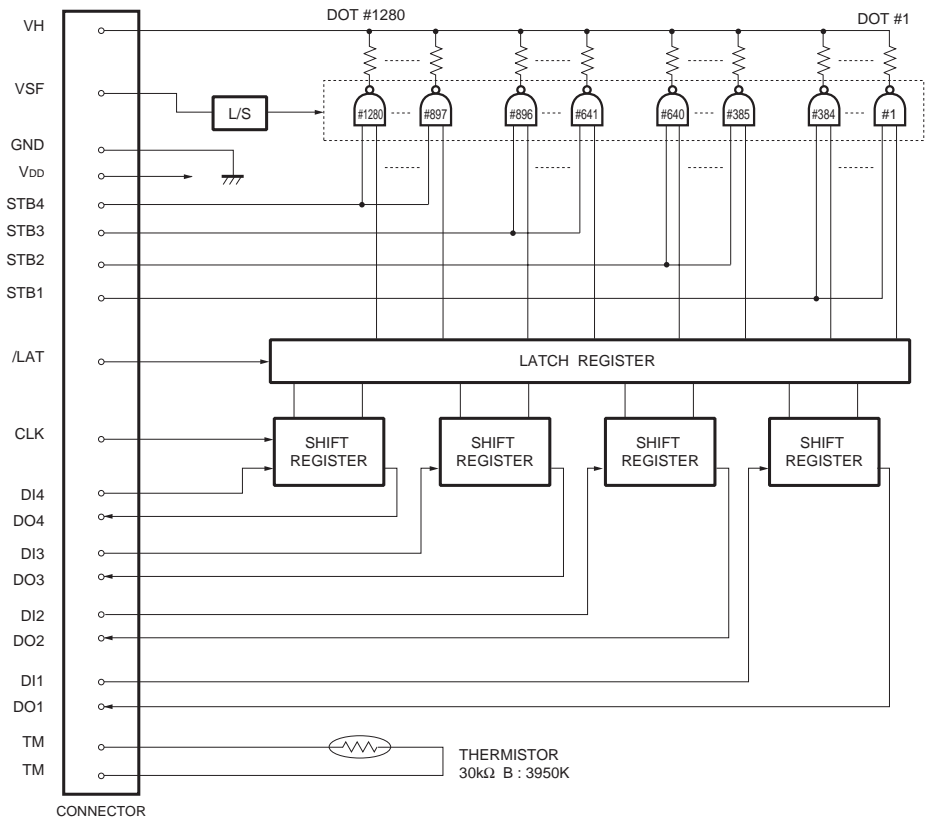 DOT #1280
DOT #1
VH
VSF
L/S
#1280
#897
#896
#641
#640
#385
#384
#1
GND
VDD
STB4
STB3
STB2
STB1
/LAT
LATCH REGISTER
CLK
SHIFT
REGISTER
SHIFT
REGISTER
SHIFT
REGISTER
SHIFT
REGISTER
DI4
DO4
DI3
DO3
DI2
DO2
DI1
DO1
TM
TM
THERMISTOR
30kΩ B : 3950K
CONNECTOR